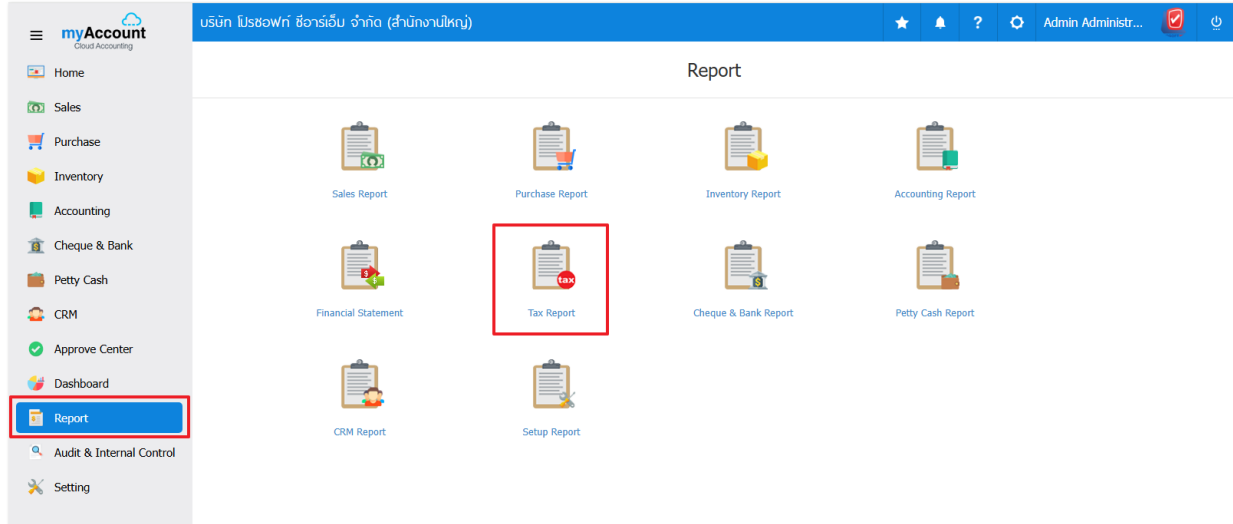 myAccount
Cloud Accounting
บริษัท โปรซอฟท์ ซีอาร์เอ็ม จำกัด (สำนักงานใหญ่)
?
Admin Administr...
Home
Sales
Purchase
Inventory
Accounting
Cheque & Bank
Petty Cash
CRM
Approve Center
Dashboard
Report
Audit & Internal Control
Setting
Report
Sales Report
Purchase Report
Inventory Report
Accounting Report
$
$
tax
$
Financial Statement
Tax Report
Cheque & Bank Report
Petty Cash Report
CRM Report
Setup Report